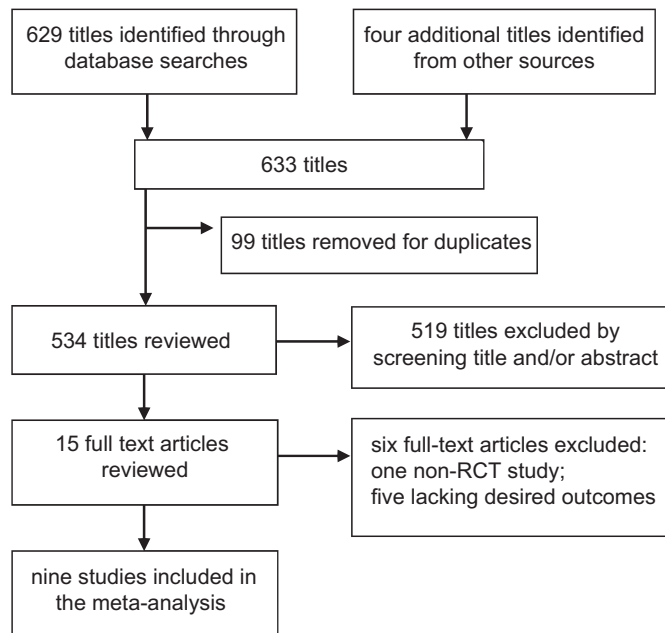 629 titles identified through
database searches
four additional titles identified
from other sources
633 titles
99 titles removed for duplicates
534 titles reviewed
519 titles excluded by
screening title and/or abstract
15 full text articles
reviewed
six full-text articles excluded:
one non-RCT study;
five lacking desired outcomes
nine studies included in
the meta-analysis